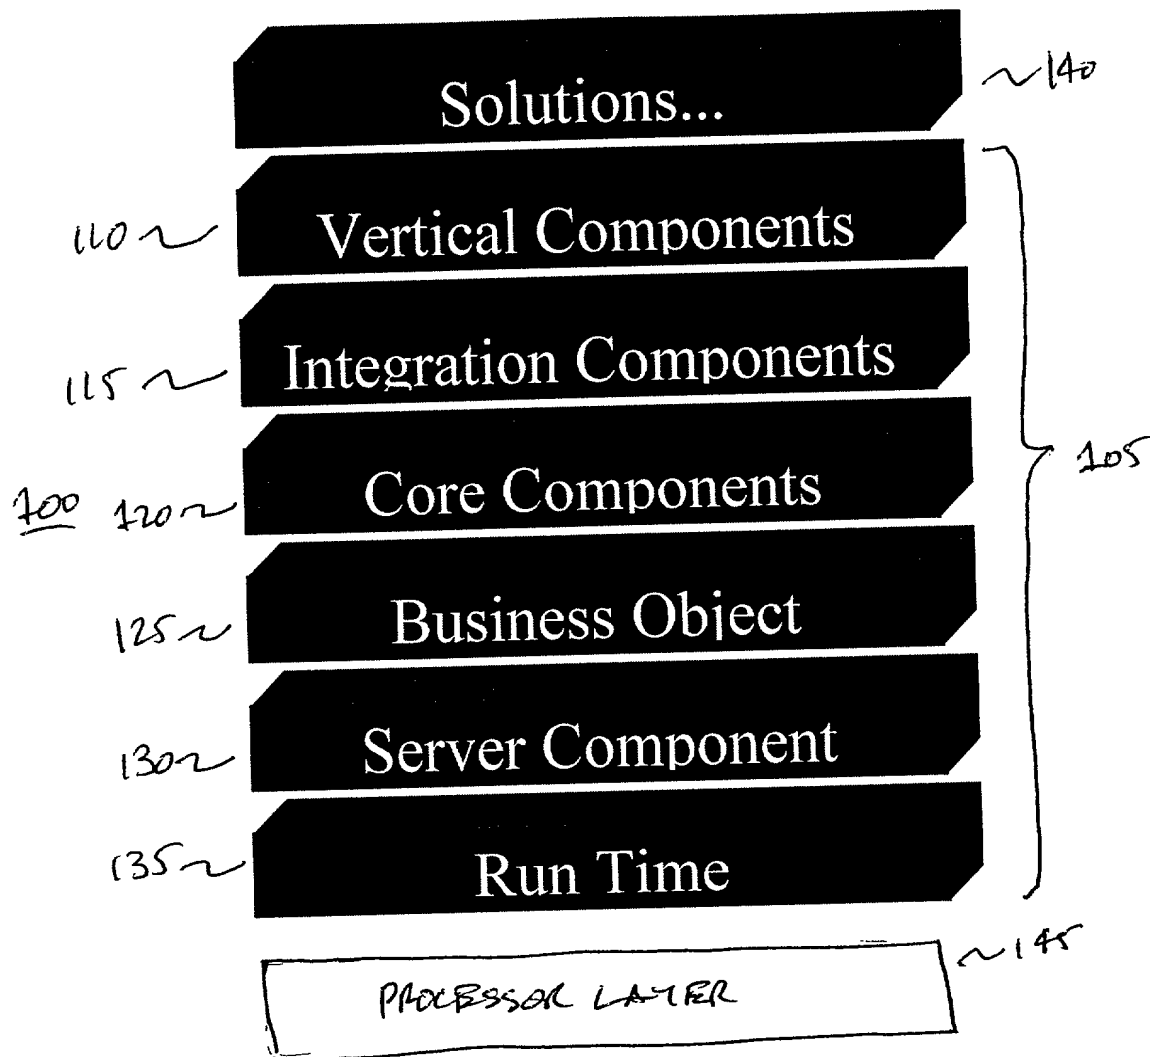 Solutions... ~140
110 ~ Vertical Components
115 ~ Integration Components
105
100 120 ~ Core Components
125 ~ Business Object
130 ~ Server Component
135 ~ Run Time
~145
PROCESSOR LAYER